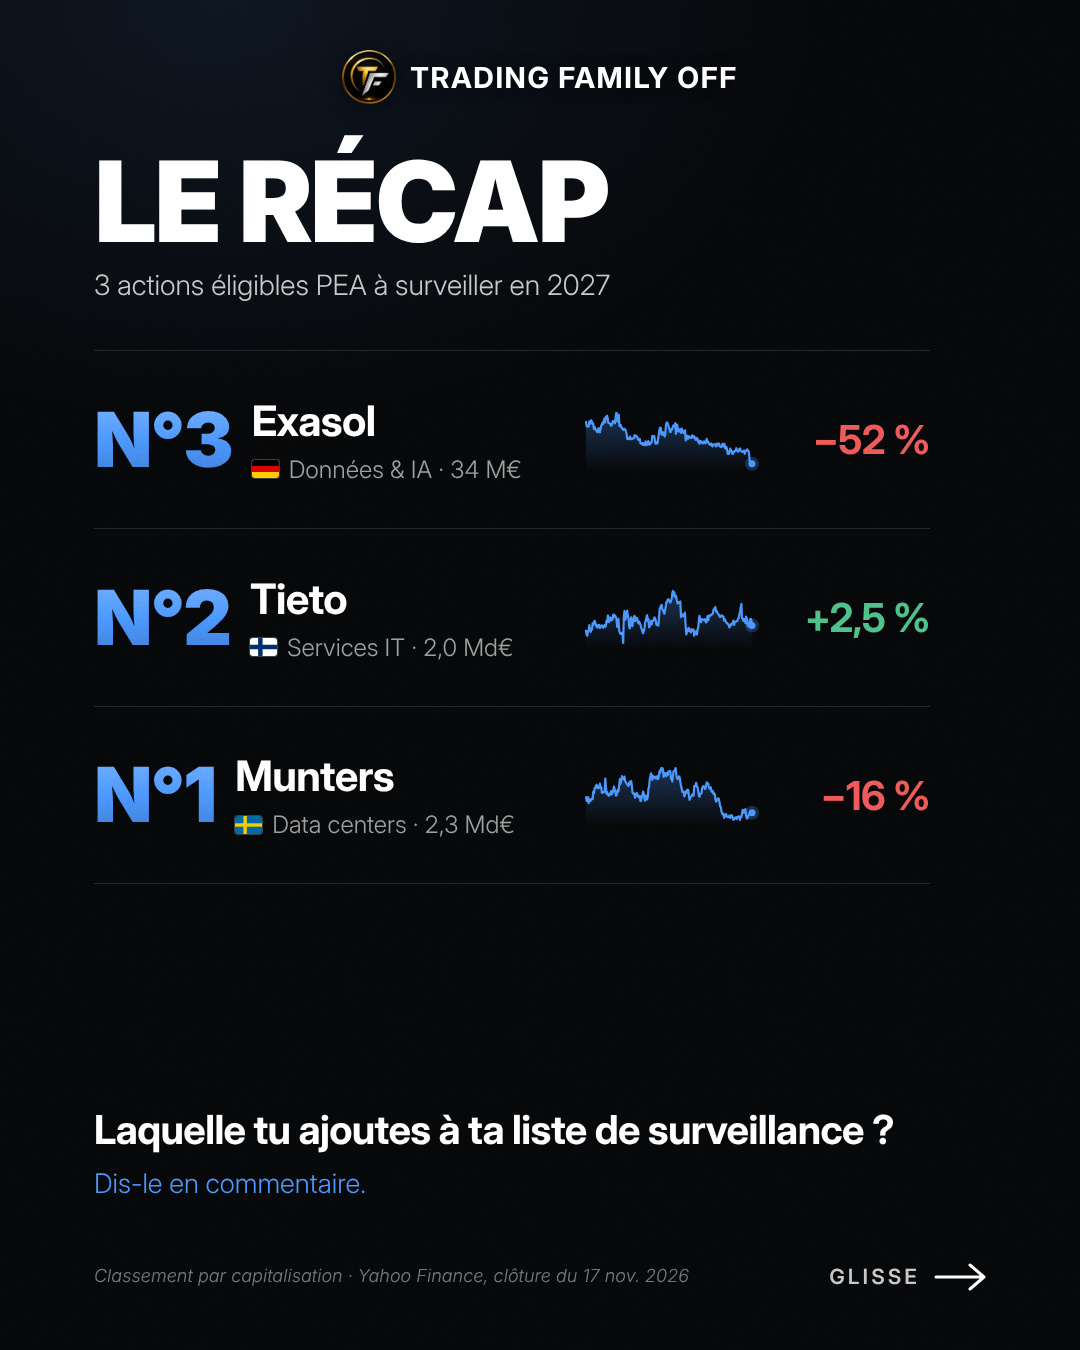 TF
TRADING FAMILY OFF
LE RÉCAP
3 actions éligibles PEA à surveiller en 2027
N°3
Exasol
Données & IA · 34 M€
−52 %
N°2
Tieto
Services IT · 2,0 Md€
+2,5 %
N°1
Munters
Data centers · 2,3 Md€
−16 %
Laquelle tu ajoutes à ta liste de surveillance ?
Dis-le en commentaire.
Classement par capitalisation · Yahoo Finance, clôture du 17 nov. 2026
GLISSE